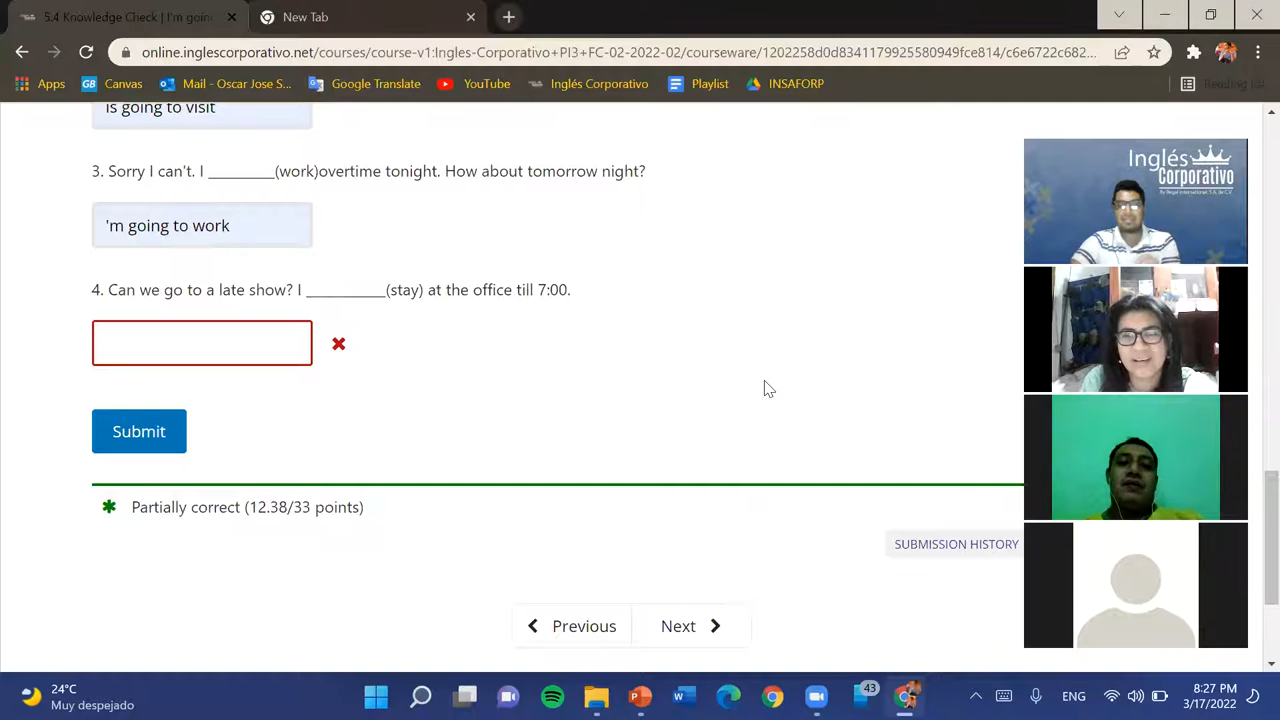 5.4 Knowledge Check | I'm goin
New Tab
online.inglescorporativo.net/courses/course-v1:Ingles-Corporativo+PI3+FC-02-2022-02/courseware/1202258d0d8341179925580949fce814/c6e6722c682...
Apps
Canvas
Mail - Oscar Jose S...
Google Translate
YouTube
Inglés Corporativo
Playlist
INSAFORP
Reading list
is going to visit
3. Sorry I can't. I ________(work)overtime tonight. How about tomorrow night?
'm going to work
4. Can we go to a late show? I __________(stay) at the office till 7:00.
Submit
Partially correct (12.38/33 points)
SUBMISSION HISTORY
Previous
Next
Inglés
Corporativo
24°C
Muy despejado
43
ENG
8:27 PM
3/17/2022